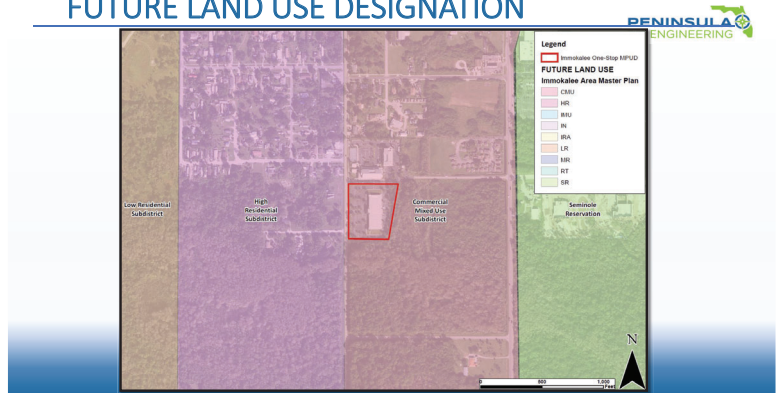 FUTURE LAND USE DESIGNATION
PENINSULA
ENGINEERING
Legend
Immokalee One-Stop MPUD
FUTURE LAND USE
Immokalee Area Master Plan
CMU
HR
IMU
IN
IRA
LR
MR
RT
SR
Low Residential
Subdistrict
High
Residential
Subdistrict
Commercial
Mixed Use
Subdistrict
Seminole
Reservation
N
0 500 1,000
Feet